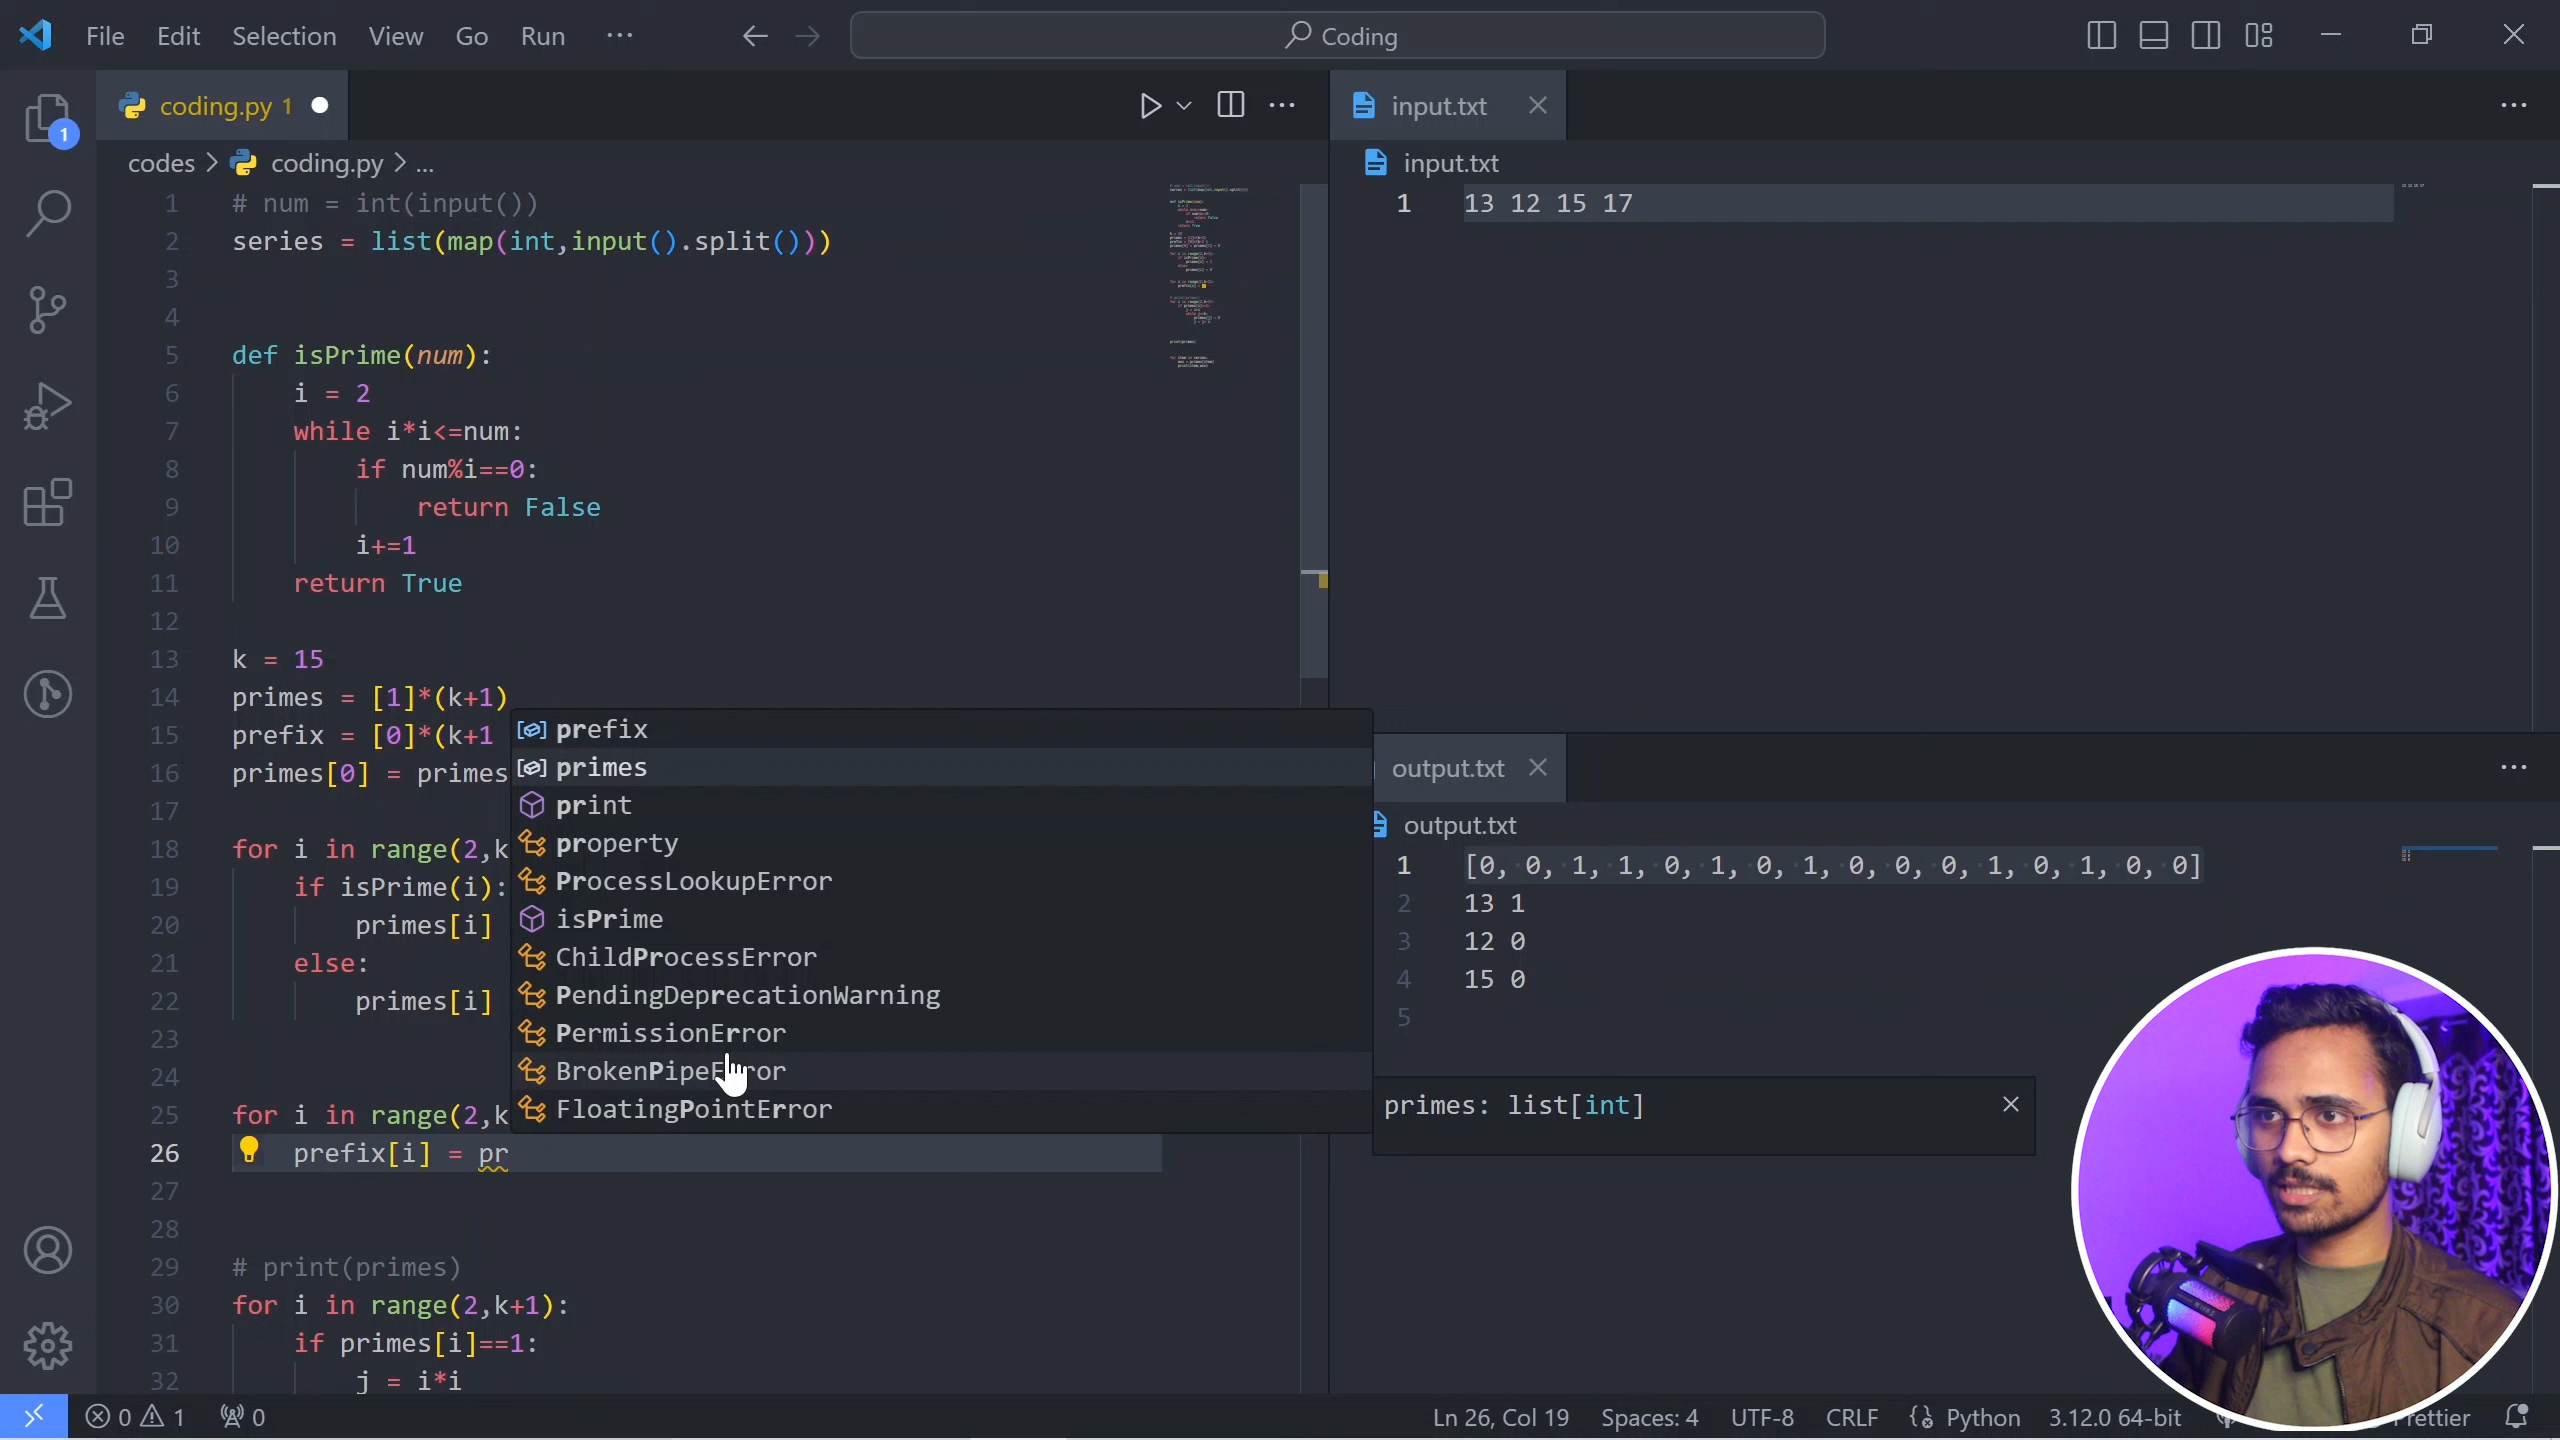 File Edit Selection View Go Run ···
Coding
coding.py 1
input.txt
1
codes > coding.py > ...
input.txt
1 # num = int(input())
2 series = list(map(int,input().split()))
3
4
5 def isPrime(num):
6 i = 2
7 while i*i<=num:
8 if num%i==0:
9 return False
10 i+=1
11 return True
12
13 k = 15
14 primes = [1]*(k+1)
15 prefix = [0]*(k+1
16 primes[0] = primes
17
18 for i in range(2,k
19 if isPrime(i):
20 primes[i]
21 else:
22 primes[i]
23
24
25 for i in range(2,k
26 prefix[i] = pr
27
28
29 # print(primes)
30 for i in range(2,k+1):
31 if primes[i]==1:
32 j = i*i
prefix
primes
print
property
ProcessLookupError
isPrime
ChildProcessError
PendingDeprecationWarning
PermissionError
BrokenPipeError
FloatingPointError
1 13 12 15 17
output.txt
output.txt
1 [0, 0, 1, 1, 0, 1, 0, 1, 0, 0, 0, 1, 0, 1, 0, 0]
2 13 1
3 12 0
4 15 0
5
primes: list[int]
0 1 0
Ln 26, Col 19 Spaces: 4 UTF-8 CRLF Python 3.12.0 64-bit Prettier